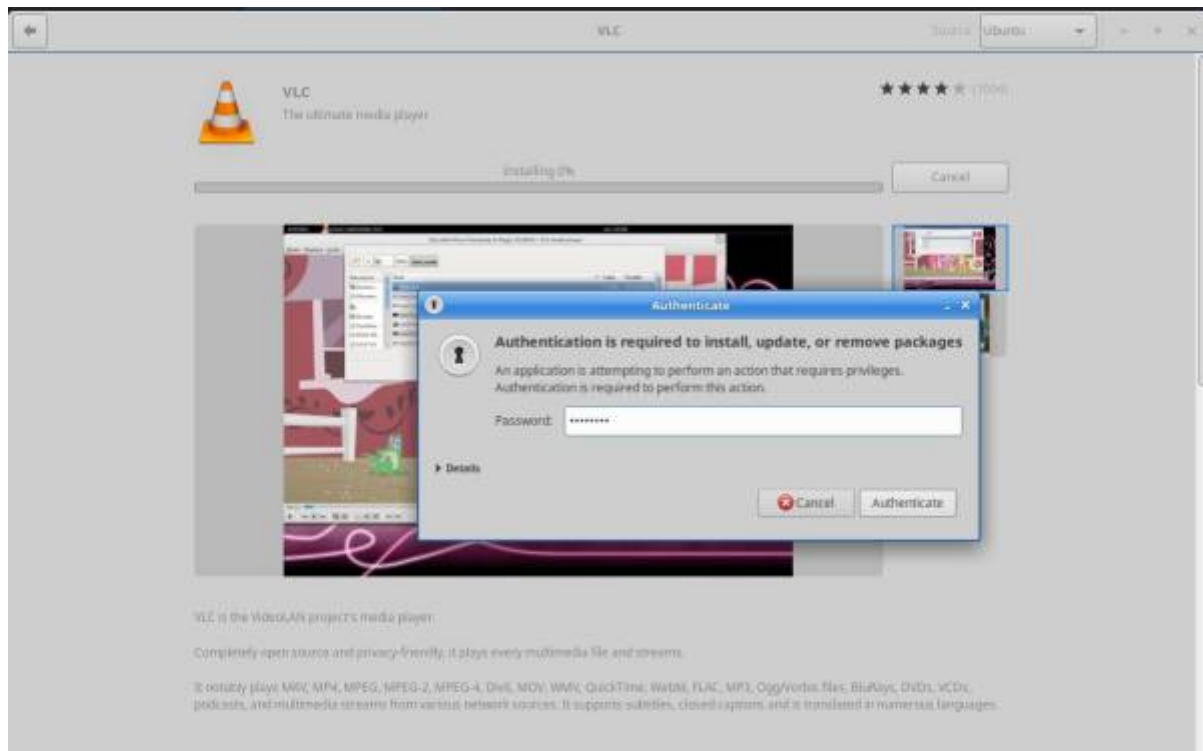 VLC
Source Ubuntu
VLC
The ultimate media player
Installing 0%
Cancel
Authenticate
Authentication is required to install, update, or remove packages
An application is attempting to perform an action that requires privileges.
Authentication is required to perform this action.
Password: ••••••••
Details
Cancel
Authenticate
VLC is the VideoLAN project's media player.
Completely open source and privacy-friendly, it plays every multimedia file and streams.
It notably plays MKV, MP4, MPEG, MPEG-2, MPEG-4, DivX, MOV, WMV, QuickTime, WebM, FLAC, MP3, Ogg/Vorbis files, BluRays, DVDs, VCDs,
podcasts, and multimedia streams from various network sources. It supports subtitles, closed captions and is translated in numerous languages.